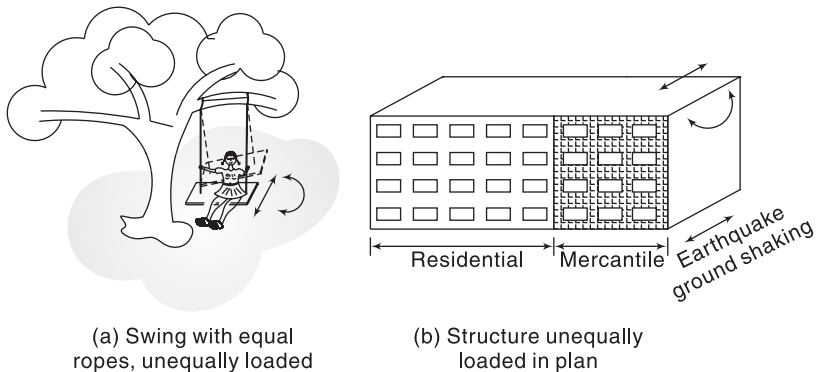 Residential
Mercantile
Earthquake
ground shaking
(a) Swing with equal
ropes, unequally loaded
(b) Structure unequally
loaded in plan